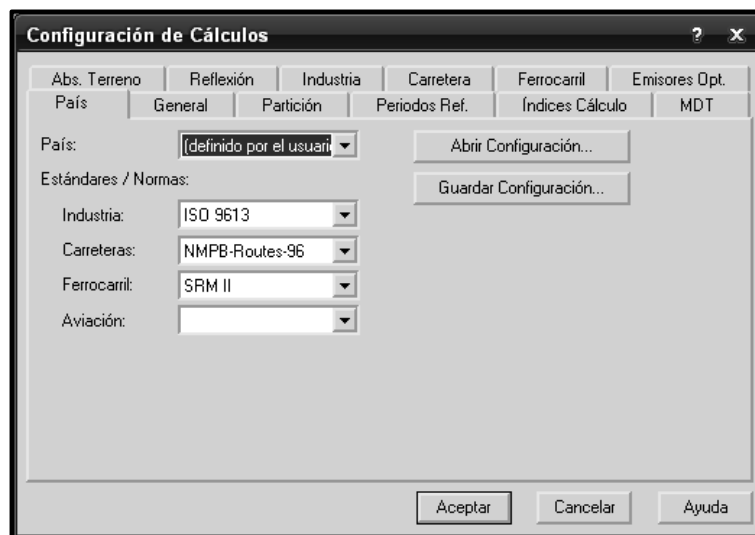 Configuración de Cálculos ? x
Abs. Terreno Reflexión Industria Carretera Ferrocarril Emisores Opt.
País General Partición Periodos Ref. Índices Cálculo MDT
País: (definido por el usuari Abrir Configuración...
Estándares / Normas: Guardar Configuración...
Industria: ISO 9613
Carreteras: NMPB-Routes-96
Ferrocarril: SRM II
Aviación:
Aceptar Cancelar Ayuda